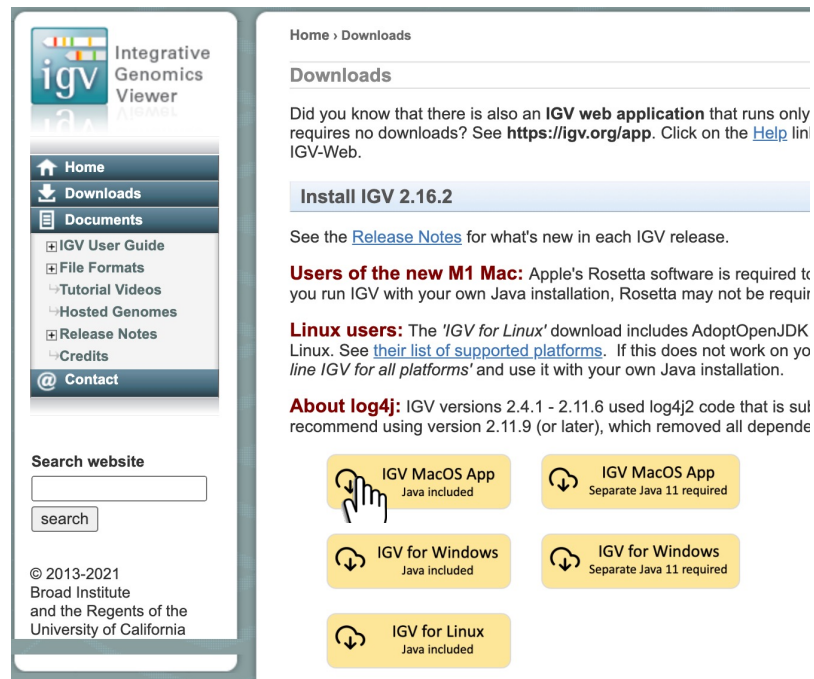 igv
Integrative
Genomics
Viewer
Home
Downloads
Documents
IGV User Guide
File Formats
Tutorial Videos
Hosted Genomes
Release Notes
Credits
@ Contact
Search website
search
© 2013-2021
Broad Institute
and the Regents of the
University of California
Home › Downloads
Downloads
Did you know that there is also an IGV web application that runs only
requires no downloads? See https://igv.org/app. Click on the Help
IGV-Web.
Install IGV 2.16.2
See the Release Notes for what's new in each IGV release.
Users of the new M1 Mac: Apple's Rosetta software is required
you run IGV with your own Java installation, Rosetta may not be
Linux users: The 'IGV for Linux' download includes AdoptOpenJDK
Linux. See their list of supported platforms. If this does not work on
line IGV for all platforms' and use it with your own Java installation.
About log4j: IGV versions 2.4.1 - 2.11.6 used log4j2 code that is
recommend using version 2.11.9 (or later), which removed all
IGV MacOS App
Java included
IGV MacOS App
Separate Java 11 required
IGV for Windows
Java included
IGV for Windows
Separate Java 11 required
IGV for Linux
Java included